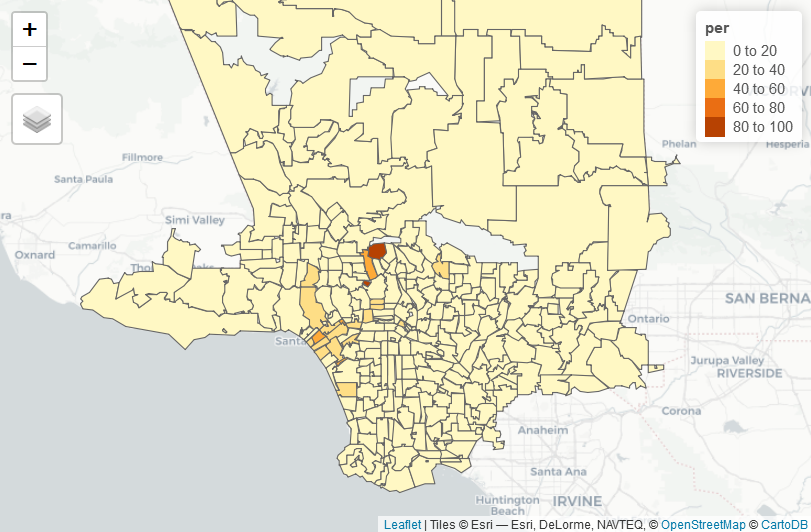 +
−
per
0 to 20
20 to 40
40 to 60
60 to 80
80 to 100
Phelan
Hesperia
Fillmore
Santa Paula
Simi Valley
Camarillo
Oxnard
Santa
SAN BERNA
Ontario
Jurupa Valley
RIVERSIDE
Corona
Anaheim
Santa Ana
Huntington
Beach
IRVINE
Leaflet | Tiles © Esri — Esri, DeLorme, NAVTEQ, © OpenStreetMap © CartoDB